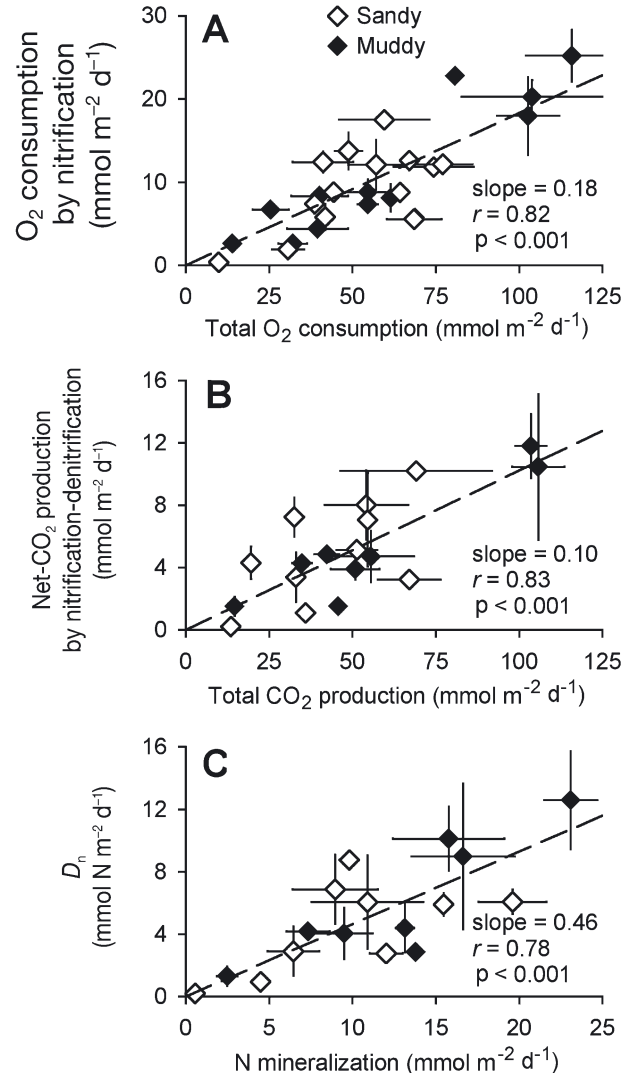 A
Sandy
Muddy
O₂ consumption
by nitrification
(mmol m⁻² d⁻¹)
30
20
10
0
slope = 0.18
r = 0.82
p < 0.001
0 25 50 75 100 125
Total O₂ consumption (mmol m⁻² d⁻¹)
B
Net-CO₂ production
by nitrification-denitrification
(mmol m⁻² d⁻¹)
16
12
8
4
0
slope = 0.10
r = 0.83
p < 0.001
0 25 50 75 100 125
Total CO₂ production (mmol m⁻² d⁻¹)
C
Dₙ
(mmol N m⁻² d⁻¹)
16
12
8
4
0
slope = 0.46
r = 0.78
p < 0.001
0 5 10 15 20 25
N mineralization (mmol m⁻² d⁻¹)